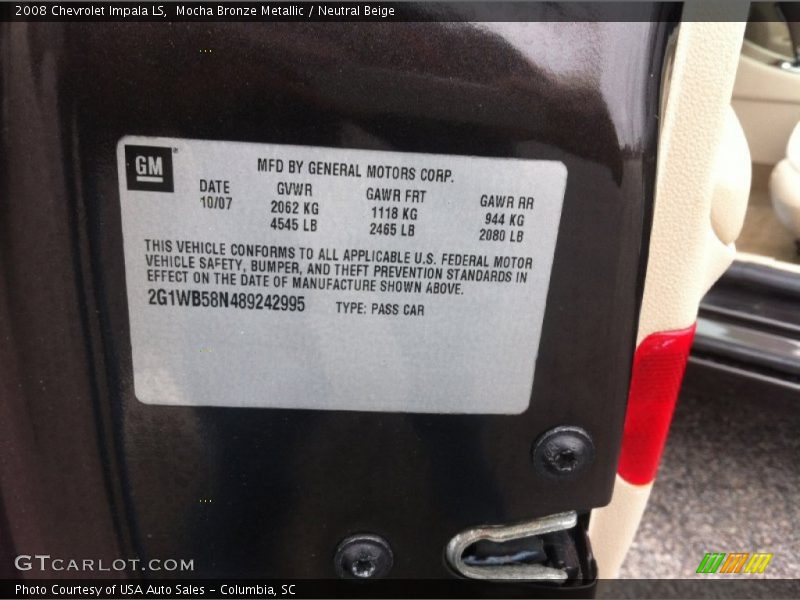 2008 Chevrolet Impala LS, Mocha Bronze Metallic / Neutral Beige
GM
MFD BY GENERAL MOTORS CORP.
DATE GVWR GAWR FRT GAWR RR
10/07 2062 KG 1118 KG 944 KG
4545 LB 2465 LB 2080 LB
THIS VEHICLE CONFORMS TO ALL APPLICABLE U.S. FEDERAL MOTOR
VEHICLE SAFETY, BUMPER, AND THEFT PREVENTION STANDARDS IN
EFFECT ON THE DATE OF MANUFACTURE SHOWN ABOVE.
2G1WB58N489242995 TYPE: PASS CAR
GTCARLOT.COM
Photo Courtesy of USA Auto Sales - Columbia, SC